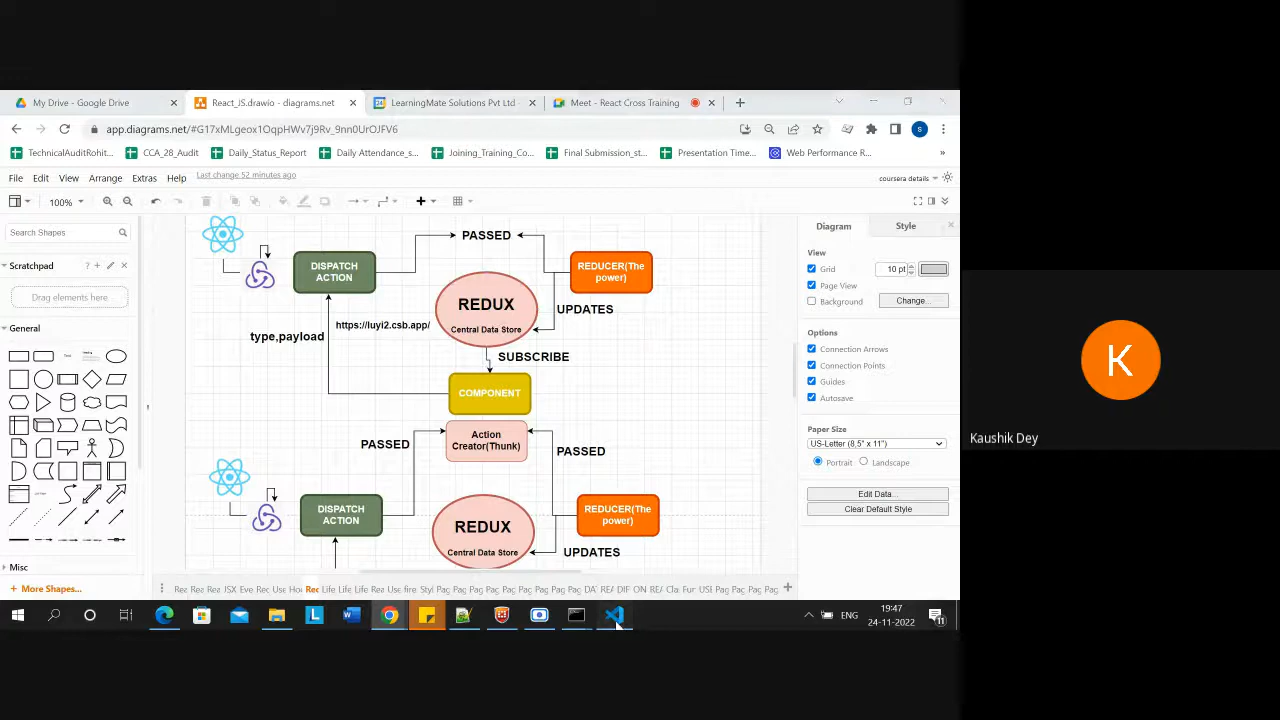 My Drive - Google Drive
React_JS.drawio - diagrams.net
LearningMate Solutions Pvt Ltd
Meet - React Cross Training
app.diagrams.net/#G17xMLgeox1OqpHWv7j9Rv_9nn0UrOJFV6
TechnicalAuditRohit...
CCA_28_Audit
Daily_Status_Report
Daily Attendance_s...
Joining_Training_Co...
Final Submission_st...
Presentation Time...
Web Performance R...
File Edit View Arrange Extras Help Last change 52 minutes ago
coursera details
100%
Search Shapes
Scratchpad
Drag elements here
General
Misc
+ More Shapes...
PASSED
DISPATCH
ACTION
REDUCER(The
power)
REDUX
Central Data Store
UPDATES
https://luyi2.csb.app/
type,payload
SUBSCRIBE
COMPONENT
Action
Creator(Thunk)
PASSED
PASSED
DISPATCH
ACTION
REDUCER(The
power)
REDUX
Central Data Store
UPDATES
Diagram Style
View
Grid 10 pt
Page View
Background Change...
Options
Connection Arrows
Connection Points
Guides
Autosave
Paper Size
US-Letter (8,5" x 11")
Portrait Landscape
Edit Data...
Clear Default Style
K
Kaushik Dey
ENG
19:47
24-11-2022